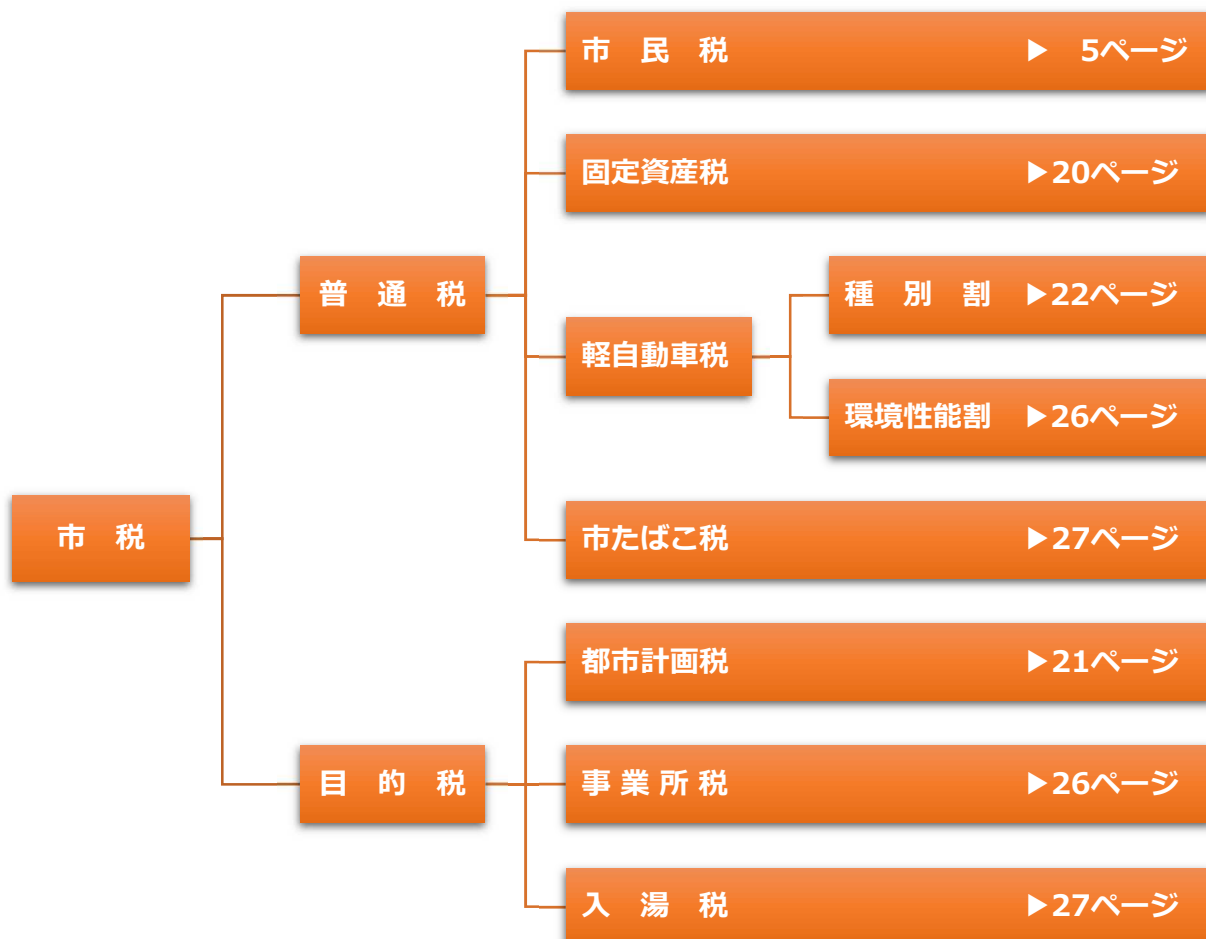 市　税
普　通　税
市　民　税　▶　5ページ
固定資産税　▶20ページ
軽自動車税
種　別　割　▶22ページ
環境性能割　▶26ページ
市たばこ税　▶27ページ
目　的　税
都市計画税　▶21ページ
事 業 所 税　▶26ページ
入　湯　税　▶27ページ